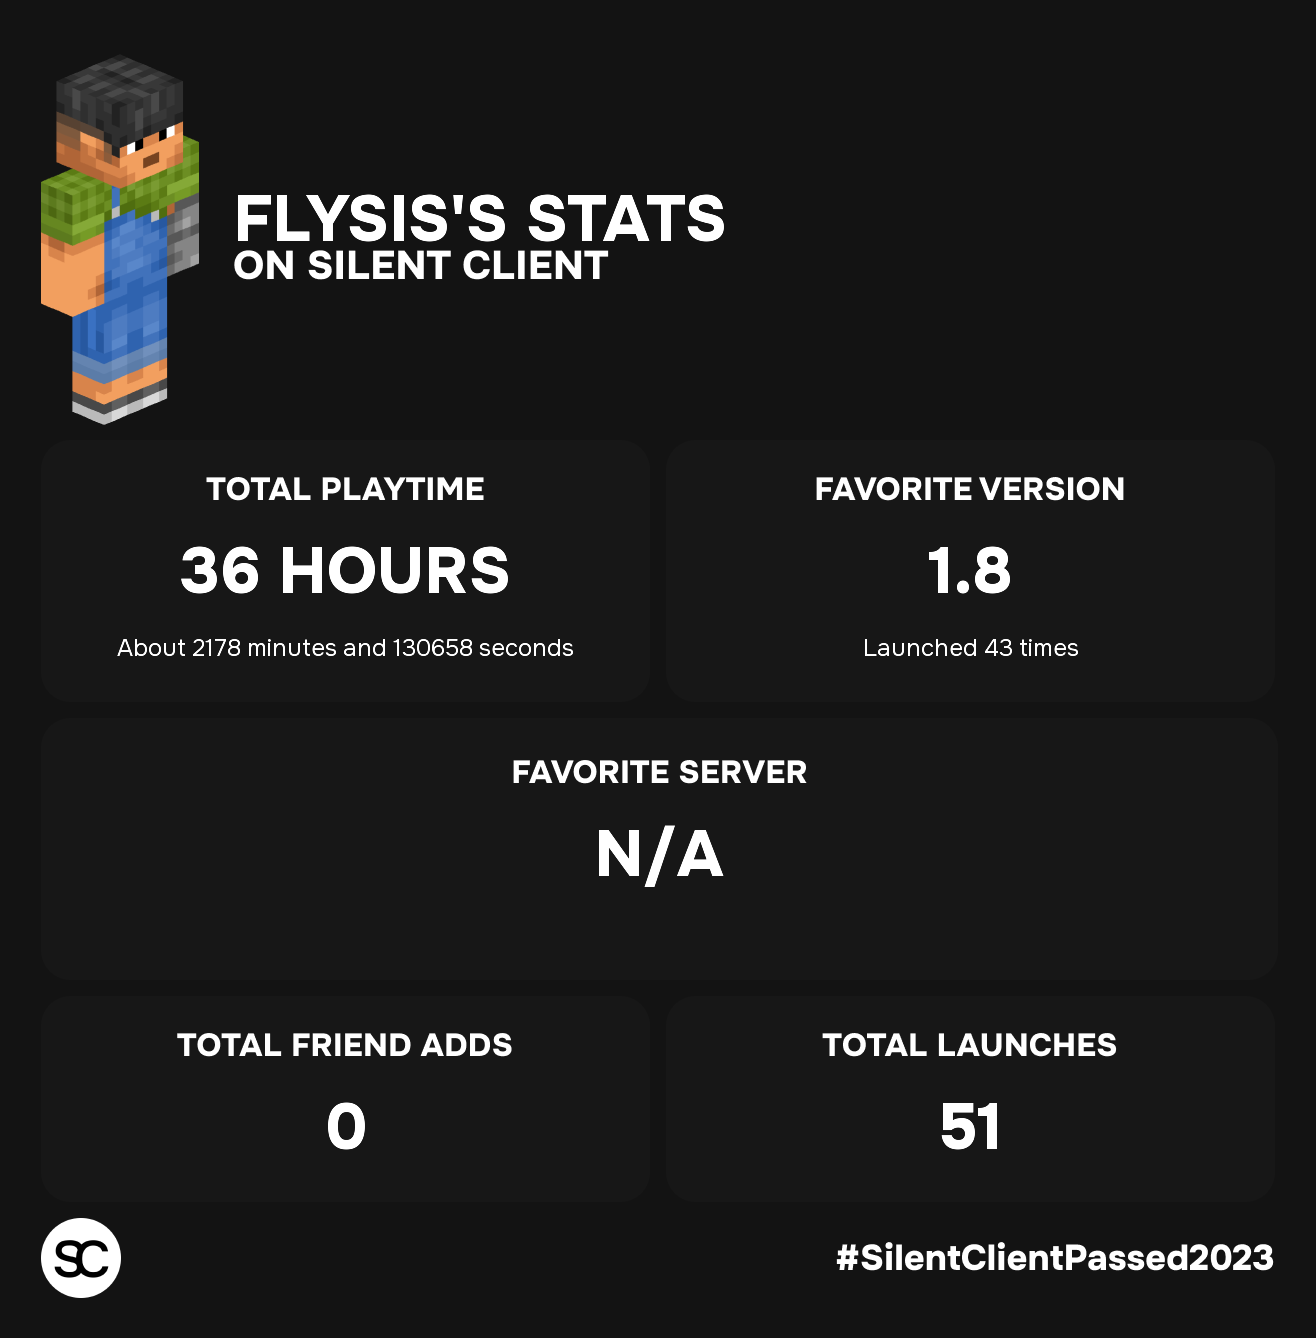 FLYSIS'S STATS
ON SILENT CLIENT
TOTAL PLAYTIME
36 HOURS
About 2178 minutes and 130658 seconds
FAVORITE VERSION
1.8
Launched 43 times
FAVORITE SERVER
N/A
TOTAL FRIEND ADDS
0
TOTAL LAUNCHES
51
SC
#SilentClientPassed2023